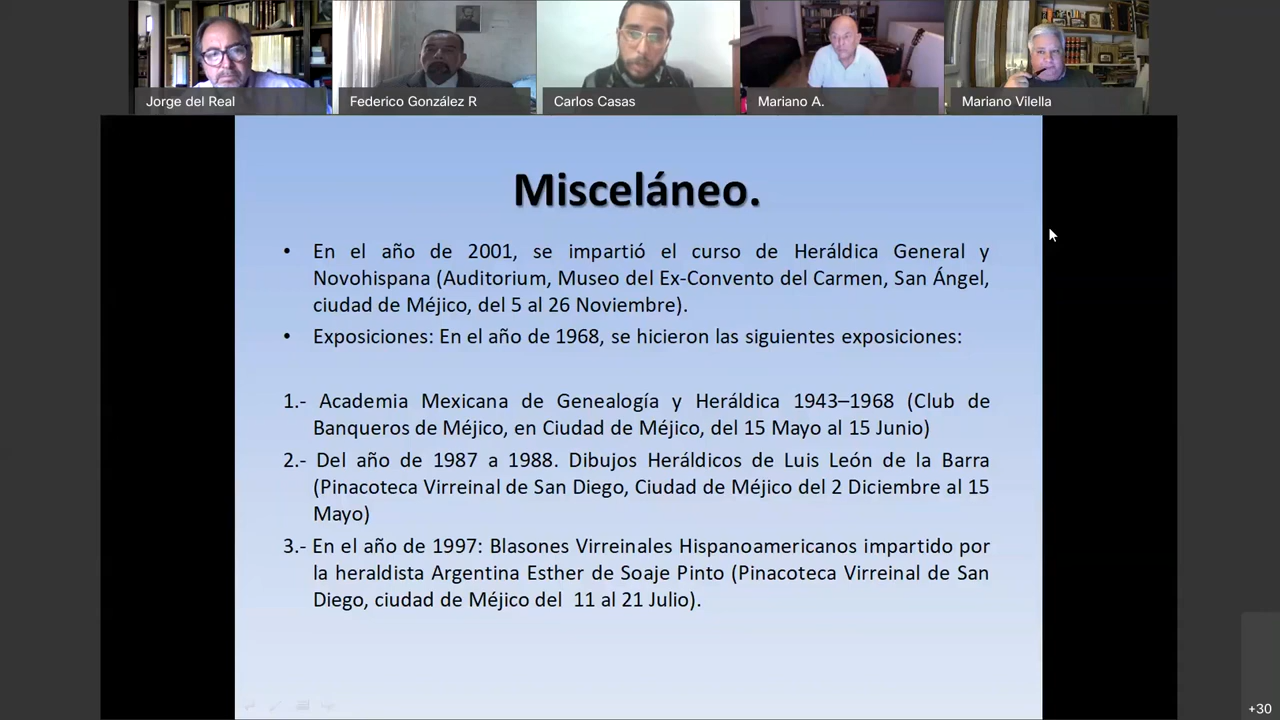 Jorge del Real
Federico González R
Carlos Casas
Mariano A.
Mariano Vilella
Misceláneo.
• En el año de 2001, se impartió el curso de Heráldica General y
Novohispana (Auditorium, Museo del Ex-Convento del Carmen, San Ángel,
ciudad de Méjico, del 5 al 26 Noviembre).
• Exposiciones: En el año de 1968, se hicieron las siguientes exposiciones:
1.- Academia Mexicana de Genealogía y Heráldica 1943–1968 (Club de
Banqueros de Méjico, en Ciudad de Méjico, del 15 Mayo al 15 Junio)
2.- Del año de 1987 a 1988. Dibujos Heráldicos de Luis León de la Barra
(Pinacoteca Virreinal de San Diego, Ciudad de Méjico del 2 Diciembre al 15
Mayo)
3.- En el año de 1997: Blasones Virreinales Hispanoamericanos impartido por
la heraldista Argentina Esther de Soaje Pinto (Pinacoteca Virreinal de San
Diego, ciudad de Méjico del 11 al 21 Julio).
+30